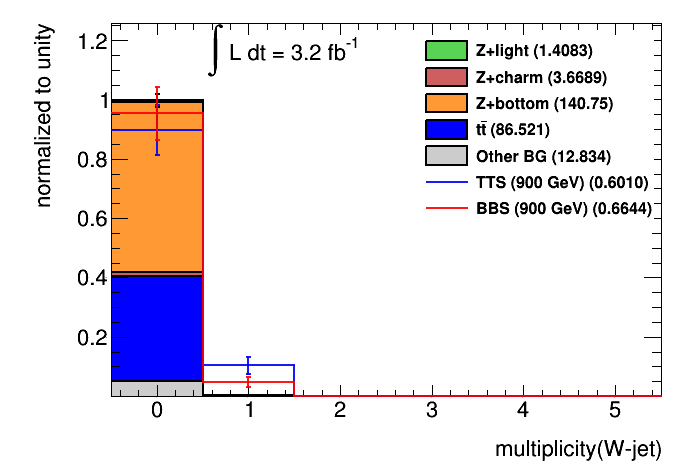 normalized to unity
∫ L dt = 3.2 fb⁻¹
Z+light (1.4083)
Z+charm (3.6689)
Z+bottom (140.75)
tt̄ (86.521)
Other BG (12.834)
TTS (900 GeV) (0.6010)
BBS (900 GeV) (0.6644)
1.2
1
0.8
0.6
0.4
0.2
0 1 2 3 4 5
multiplicity(W-jet)